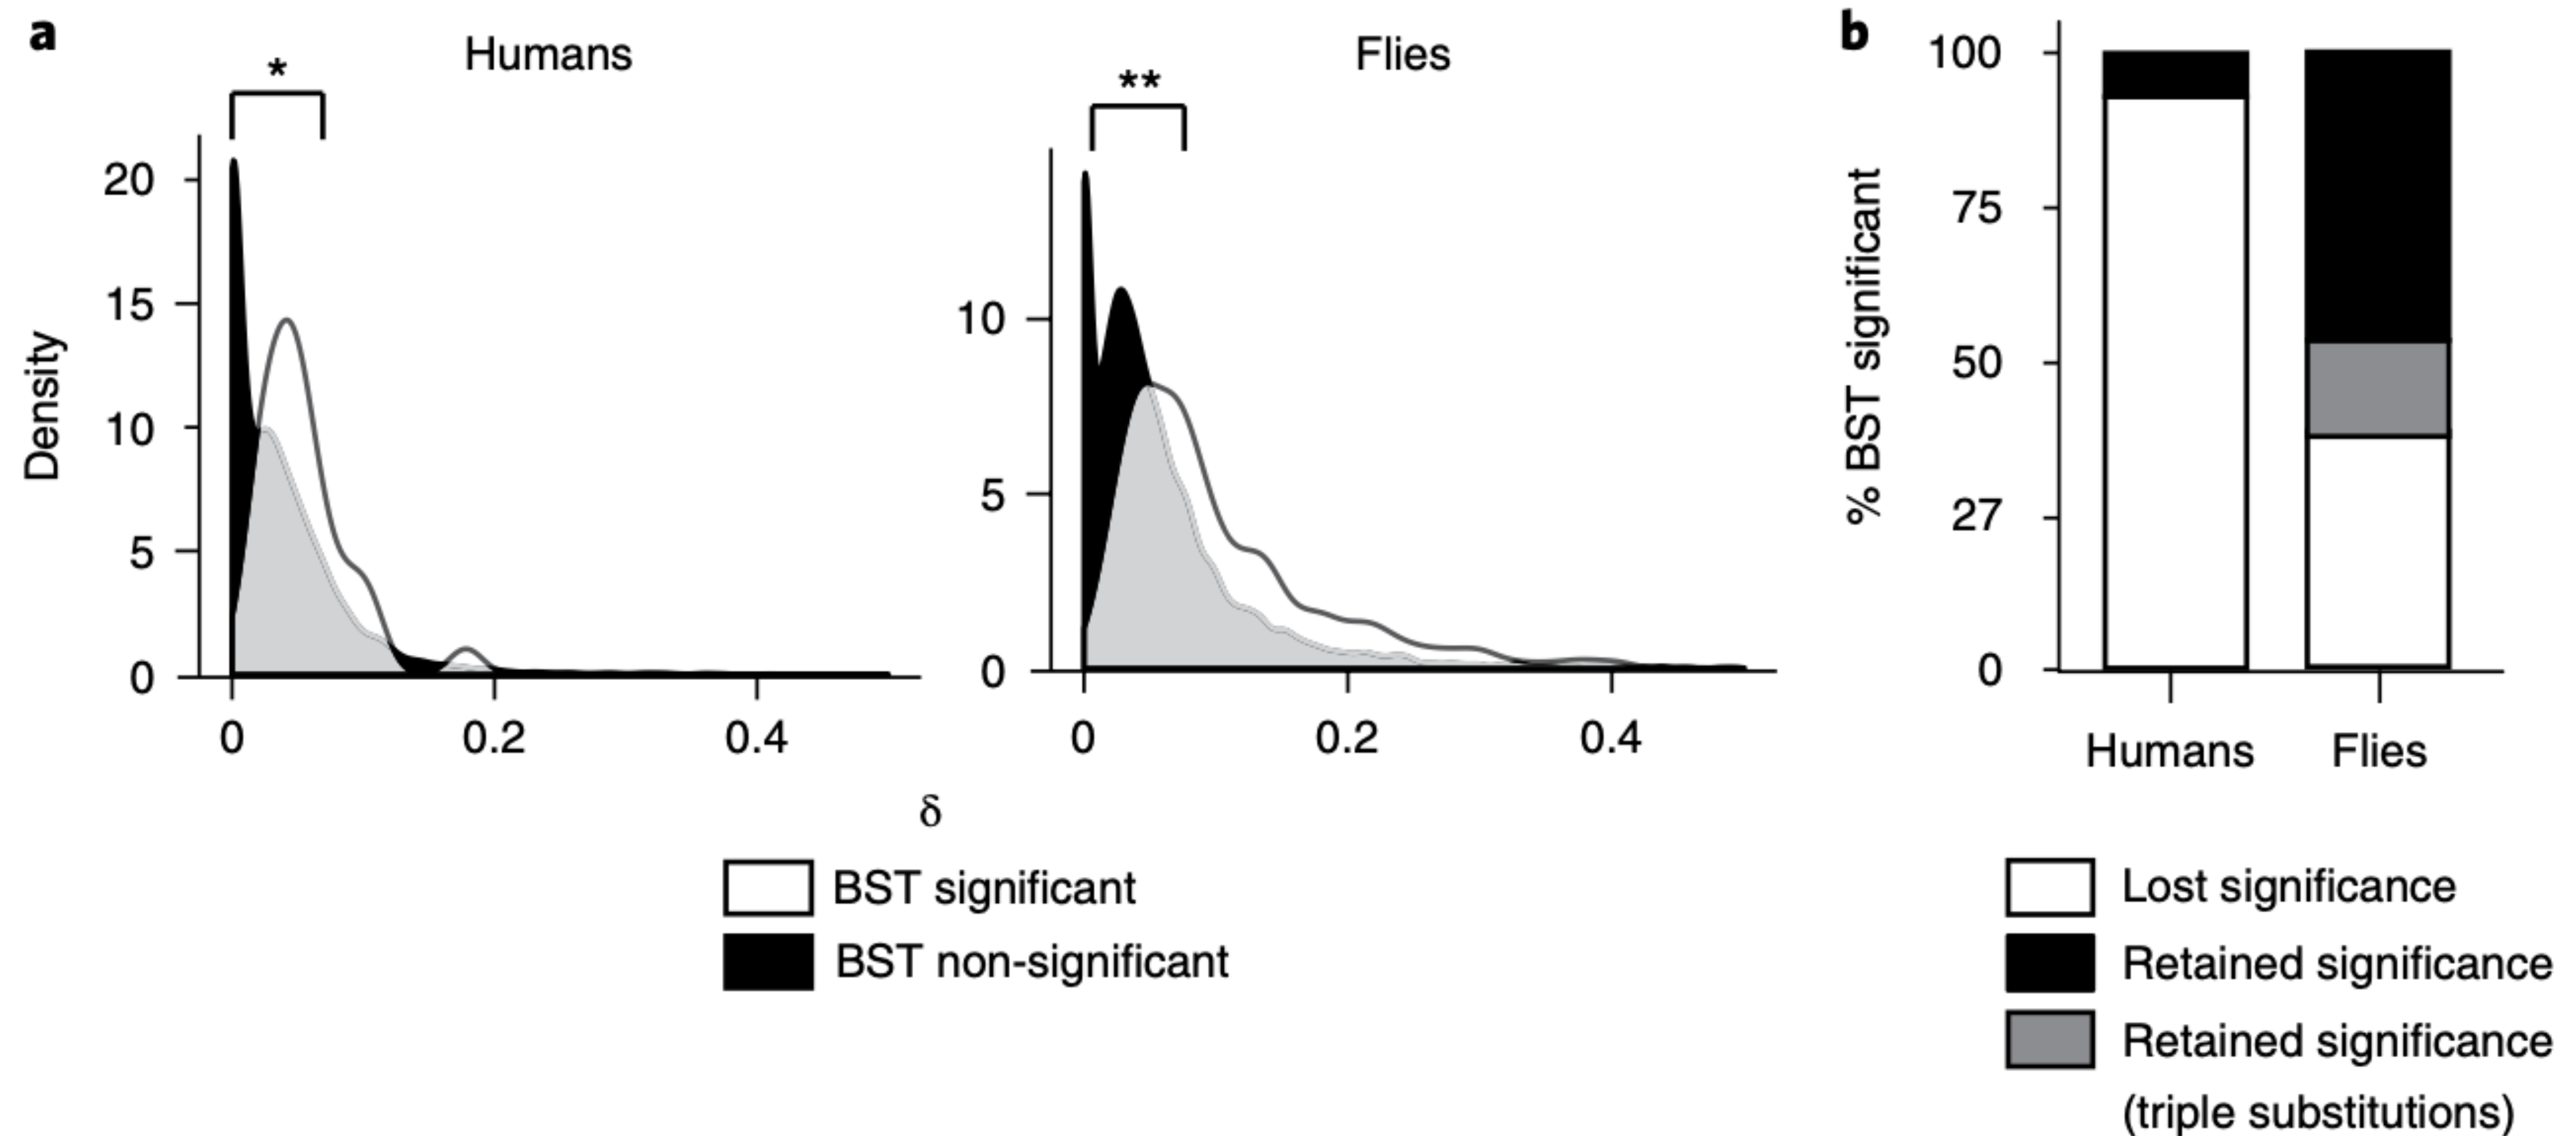 a
Humans
Flies
*
**
Density
20
15
10
5
0
0
0.2
0.4
10
5
0
0
0.2
0.4
δ
BST significant
BST non-significant
b
% BST significant
100
75
50
27
0
Humans
Flies
Lost significance
Retained significance
Retained significance
(triple substitutions)